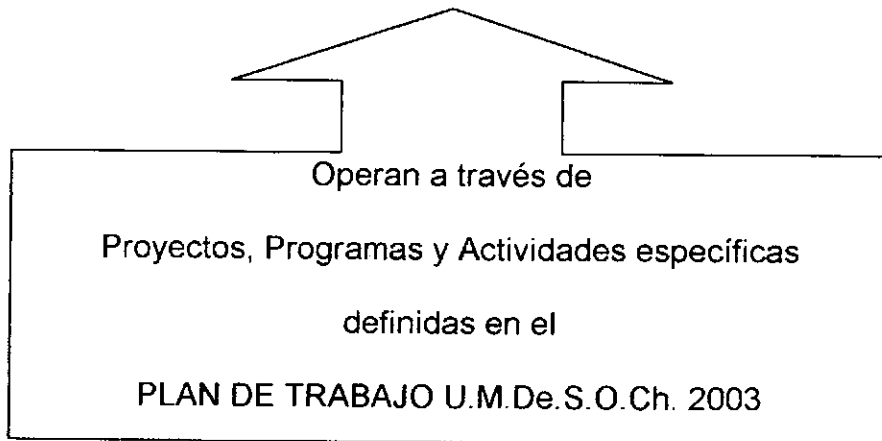 Operan a través de
Proyectos, Programas y Actividades específicas
definidas en el
PLAN DE TRABAJO U.M.De.S.O.Ch. 2003